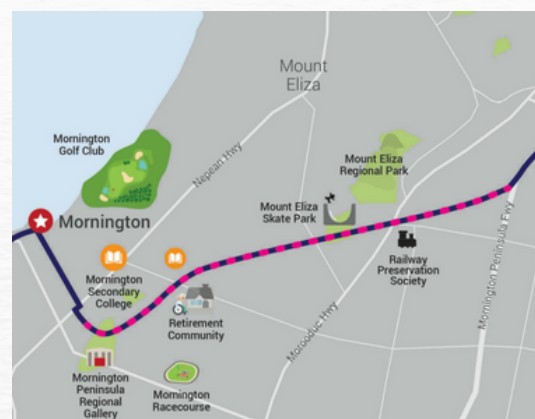 Mount
Eliza
Mornington
Golf Club
Nepean Hwy
Mount Eliza
Regional Park
Mount Eliza
Skate Park
Mornington
Mornington
Secondary
College
Retirement
Community
Railway
Preservation
Society
Mornington Peninsula Fwy
Moorooduc Hwy
Mornington
Peninsula
Regional
Gallery
Mornington
Racecourse